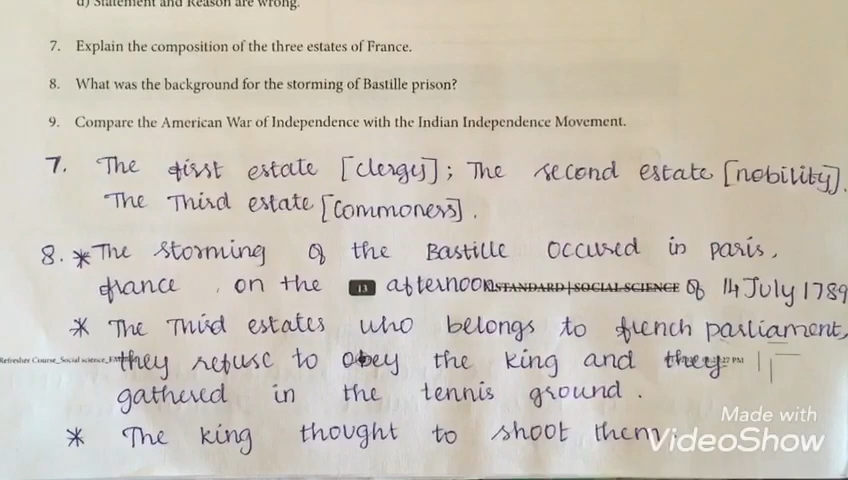 d) Statement and Reason are wrong.
7. Explain the composition of the three estates of France.
8. What was the background for the storming of Bastille prison?
9. Compare the American War of Independence with the Indian Independence Movement.
7. The first estate [clergy]; The second estate [nobility].
The Third estate [commoners].
8. * The storming of the Bastille occured in paris,
france , on the 13 afternoon STANDARD | SOCIAL SCIENCE of 14 July 1789
* The Third estates who belongs to french parliament,
Refresher Course_Social science_ they refuse to obey the king and they PM
gathered in the tennis ground.
* The king thought to shoot them.
Made with
VideoShow